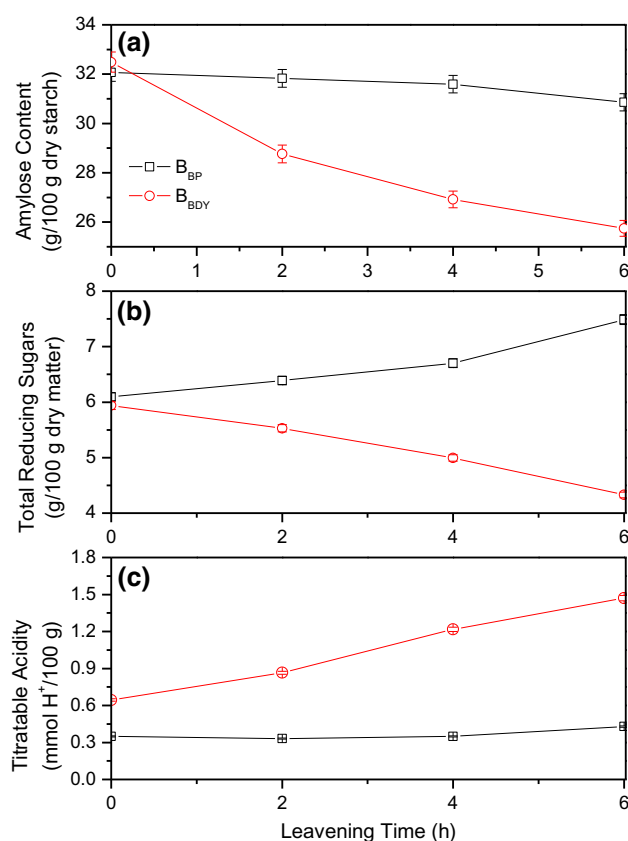 (a)
34
32
30
28
26
Amylose Content
(g/100 g dry starch)
B_BP
B_BDY
0 1 2 3 4 5 6
(b)
8
7
6
5
4
Total Reducing Sugars
(g/100 g dry matter)
0 2 4 6
(c)
1.8
1.5
1.2
0.9
0.6
0.3
0.0
Titratable Acidity
(mmol H⁺/100 g)
0 2 4 6
Leavening Time (h)